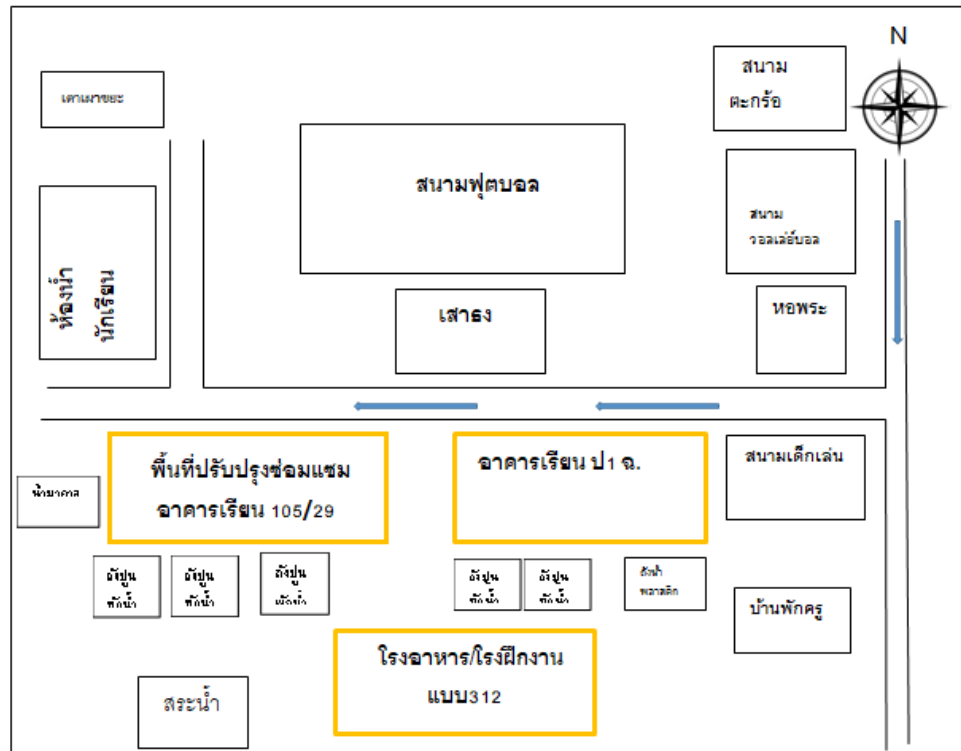 N
สนาม
ตะกร้อ
เตาเผาขยะ
สนามฟุตบอล
สนาม
วอลเล่ย์บอล
ห้องน้ำ
นักเรียน
เสาธง
หอพระ
พื้นที่ปรับปรุงซ่อมแซม
อาคารเรียน 105/29
อาคารเรียน ป1 ฉ.
สนามเด็กเล่น
น้ำบาดาล
ถังปูน
พักน้ำ
ถังปูน
พักน้ำ
ถังปูน
พักน้ำ
ถังปูน
พักน้ำ
ถังปูน
พักน้ำ
ถังน้ำ
พลาสติก
บ้านพักครู
โรงอาหาร/โรงฝึกงาน
แบบ312
สระน้ำ